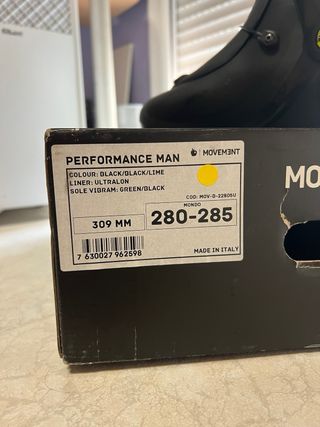 PERFORMANCE MAN
MOVEMENT
COLOUR: BLACK/BLACK/LIME
LINER: ULTRALON
SOLE VIBRAM: GREEN/BLACK
COD: MOV-D-22805U
309 MM
MONDO
280-285
7 630027 962598
MADE IN ITALY
MO